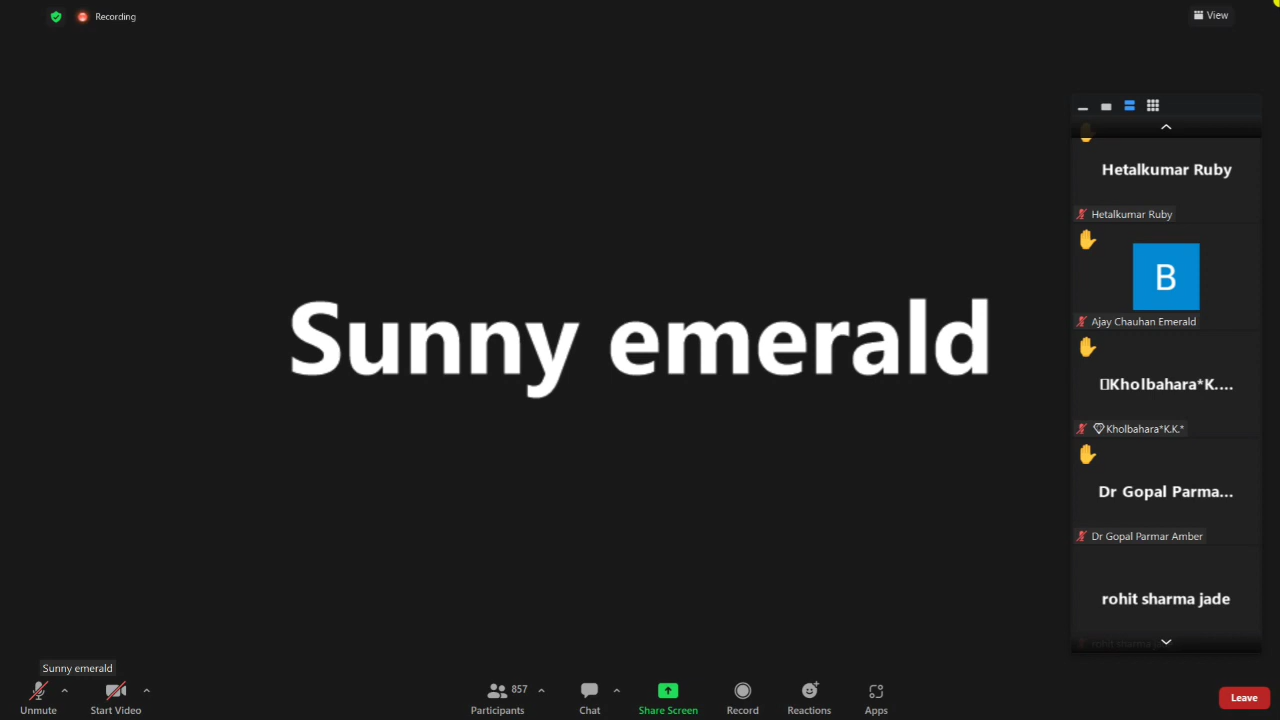 Recording
View
Hetalkumar Ruby
Hetalkumar Ruby
B
Ajay Chauhan Emerald
Kholbahara*K....
Kholbahara*K.K.*
Dr Gopal Parma...
Dr Gopal Parmar Amber
rohit sharma jade
Sunny emerald
Sunny emerald
Unmute
Start Video
857
Participants
Chat
Share Screen
Record
Reactions
Apps
Leave